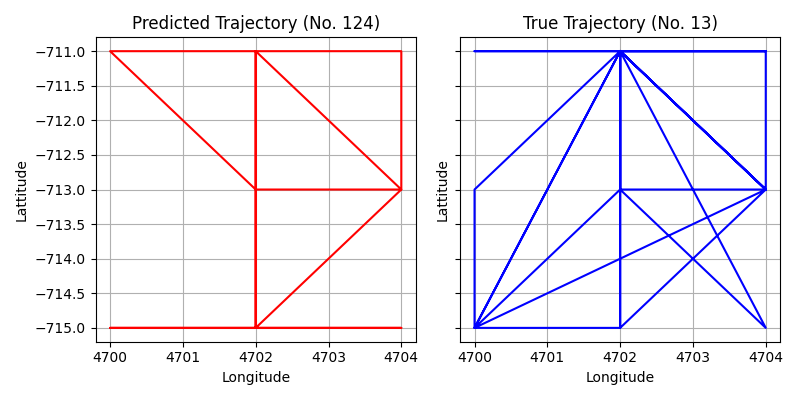 Predicted Trajectory (No. 124)
True Trajectory (No. 13)
Lattitude
−711.0
−711.5
−712.0
−712.5
−713.0
−713.5
−714.0
−714.5
−715.0
4700 4701 4702 4703 4704
Longitude
Lattitude
4700 4701 4702 4703 4704
Longitude